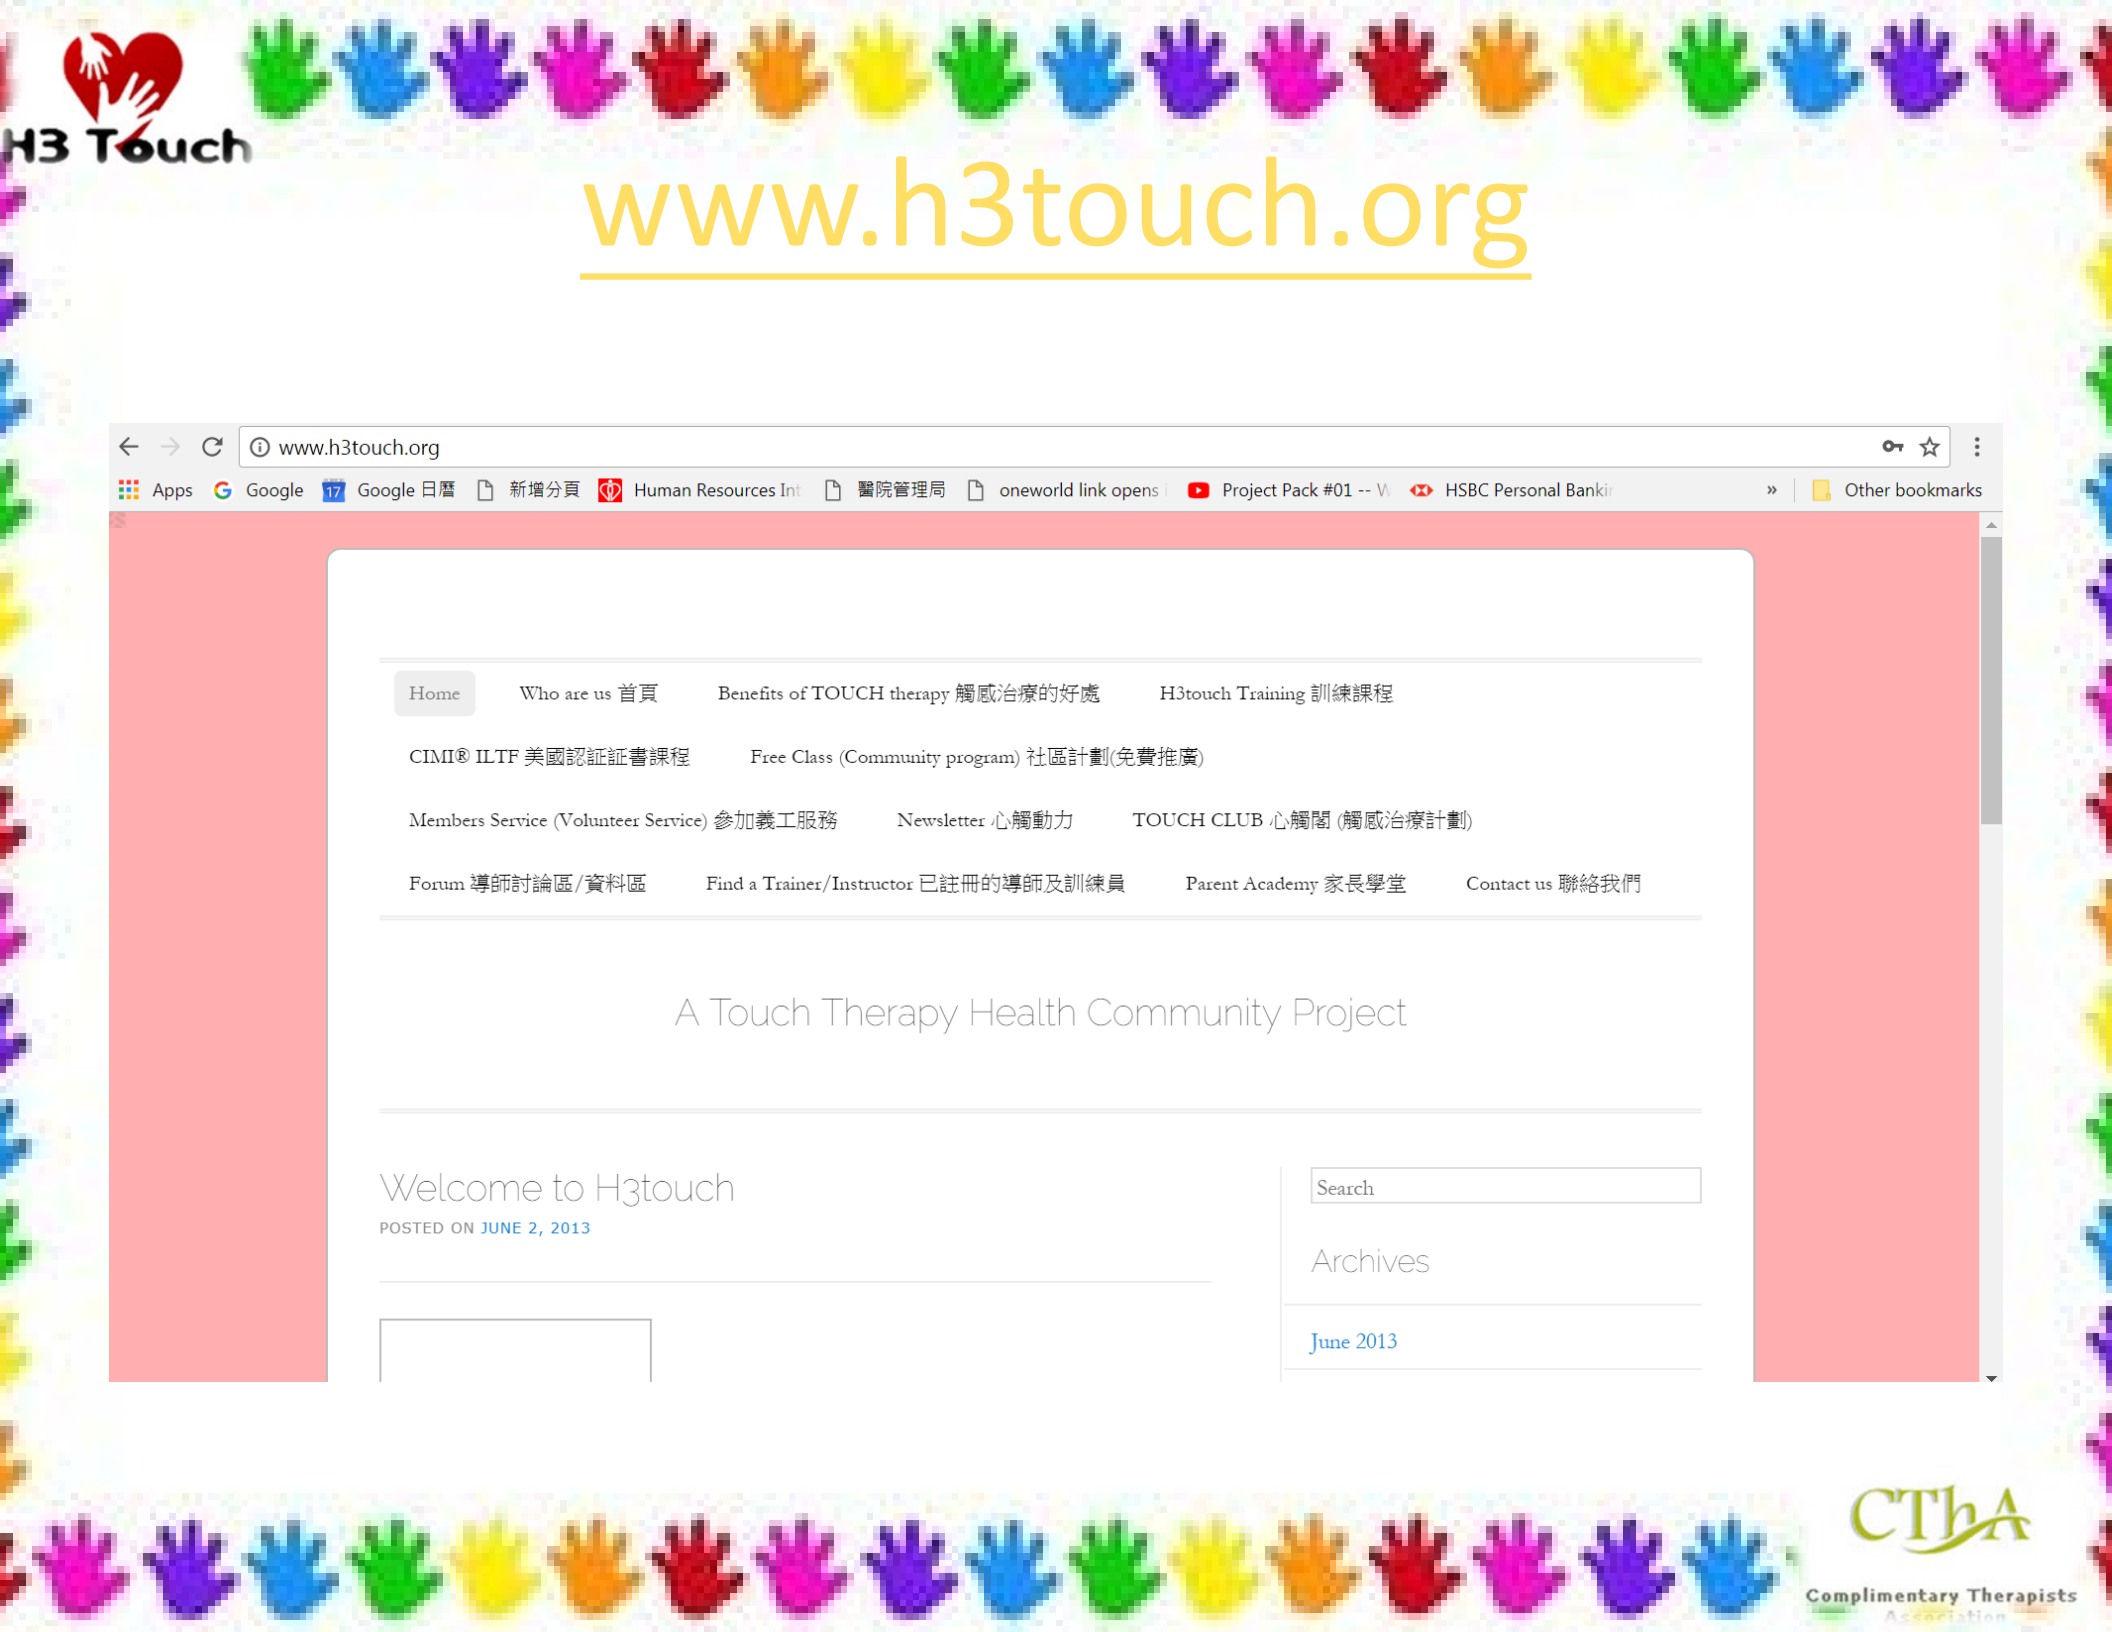 H3 Touch
www.h3touch.org
www.h3touch.org
Apps Google 17 Google 日曆 新增分頁 Human Resources Int 醫院管理局 oneworld link opens i Project Pack #01 -- W HSBC Personal Bankin » Other bookmarks
Home Who are us 首頁 Benefits of TOUCH therapy 觸感治療的好處 H3touch Training 訓練課程
CIMI® ILTF 美國認証証書課程 Free Class (Community program) 社區計劃(免費推廣)
Members Service (Volunteer Service) 參加義工服務 Newsletter 心觸動力 TOUCH CLUB 心觸閣 (觸感治療計劃)
Forum 導師討論區/資料區 Find a Trainer/Instructor 已註冊的導師及訓練員 Parent Academy 家長學堂 Contact us 聯絡我們
A Touch Therapy Health Community Project
Welcome to H3touch
POSTED ON JUNE 2, 2013
Search
Archives
June 2013
CThA
Complimentary Therapists
Association